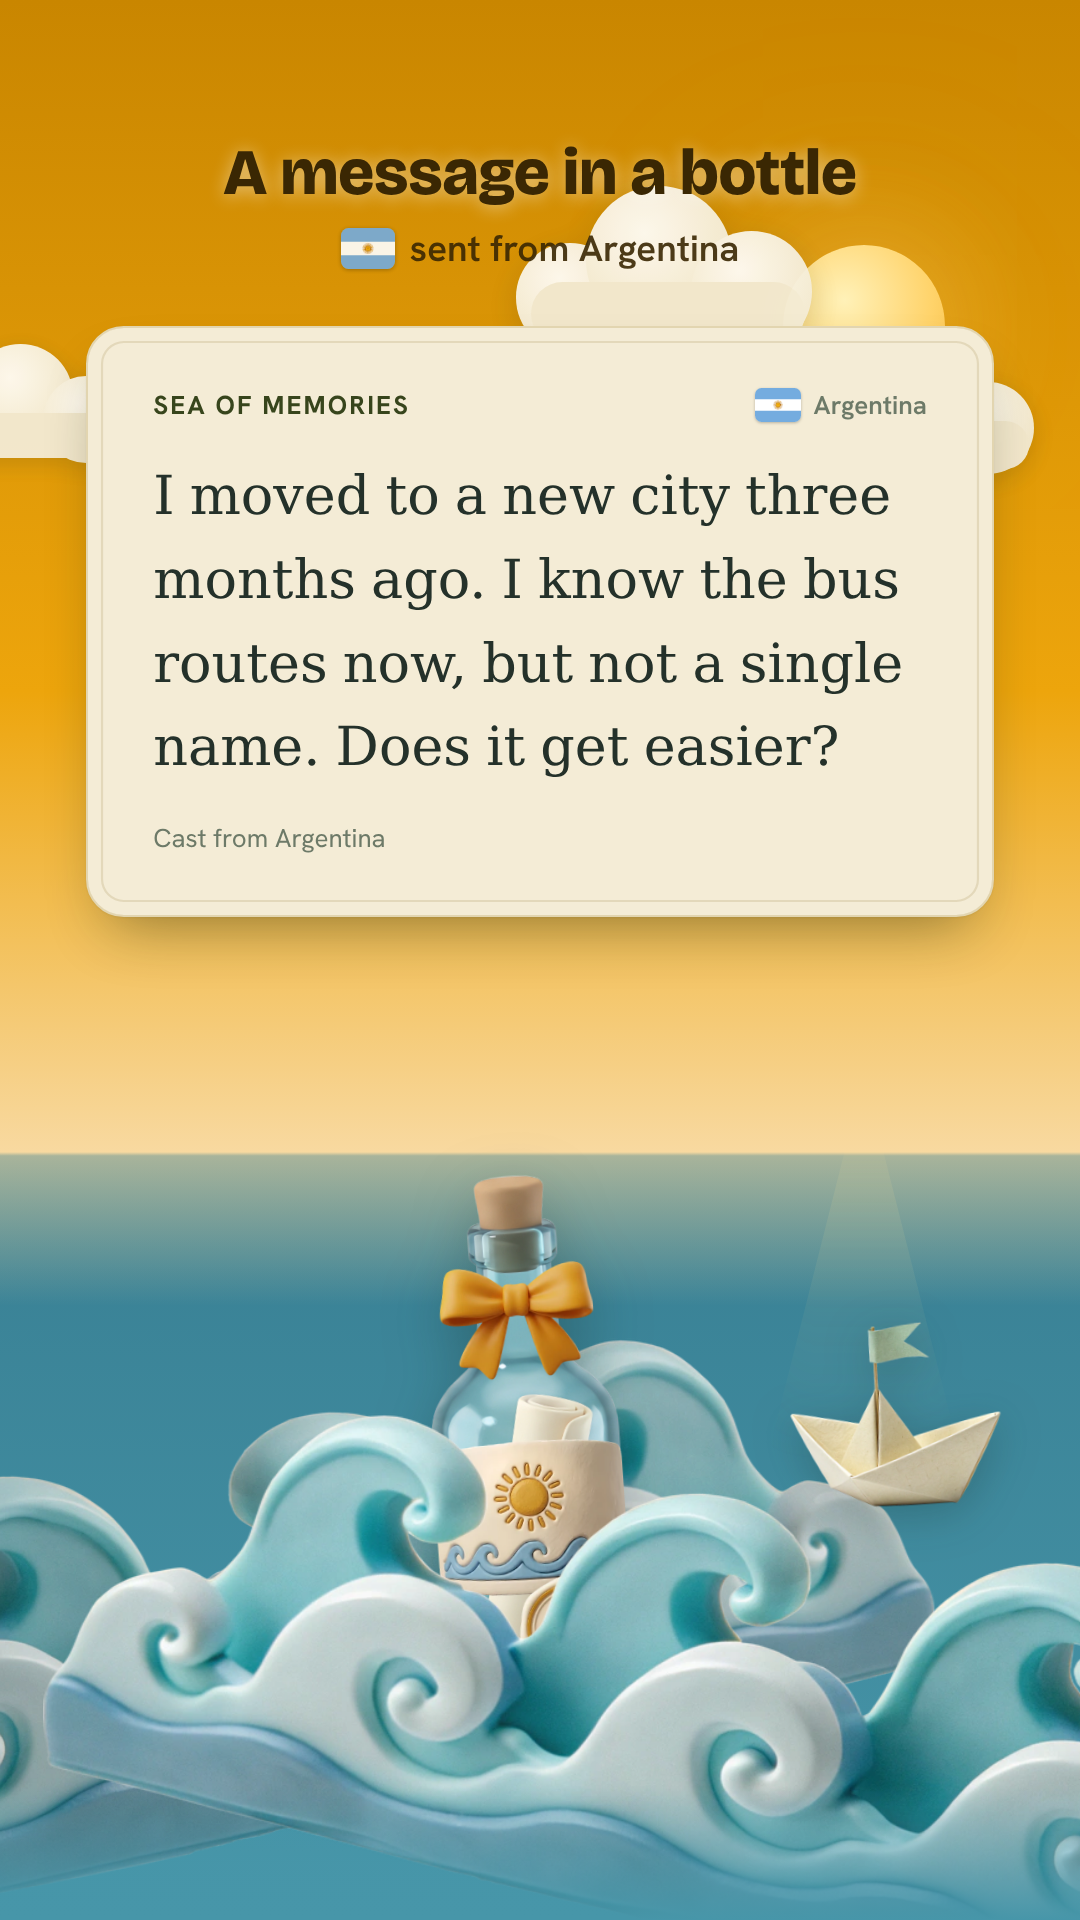 A message in a bottle
sent from Argentina
SEA OF MEMORIES
Argentina
I moved to a new city three
months ago. I know the bus
routes now, but not a single
name. Does it get easier?
Cast from Argentina